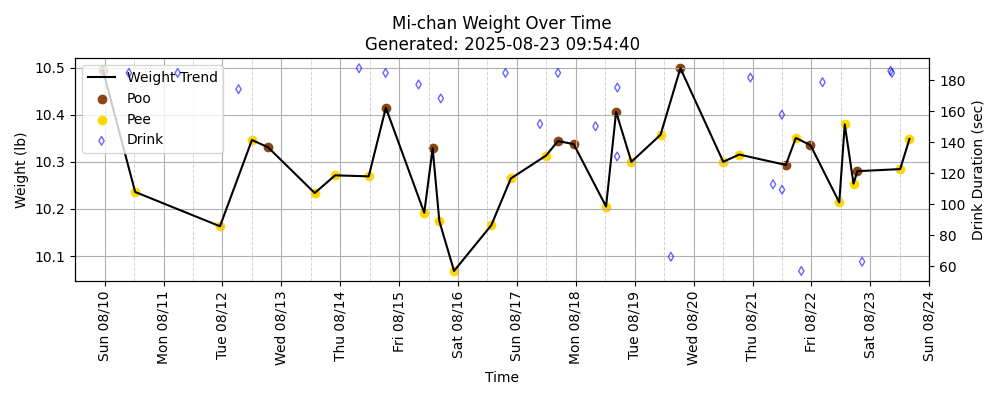 Mi-chan Weight Over Time
Generated: 2025-08-23 09:54:40
Weight (lb)
10.5
10.4
10.3
10.2
10.1
Weight Trend
Poo
Pee
Drink
180
160
140
120
100
80
60
Drink Duration (sec)
Sun 08/10
Mon 08/11
Tue 08/12
Wed 08/13
Thu 08/14
Fri 08/15
Sat 08/16
Sun 08/17
Mon 08/18
Tue 08/19
Wed 08/20
Thu 08/21
Fri 08/22
Sat 08/23
Sun 08/24
Time